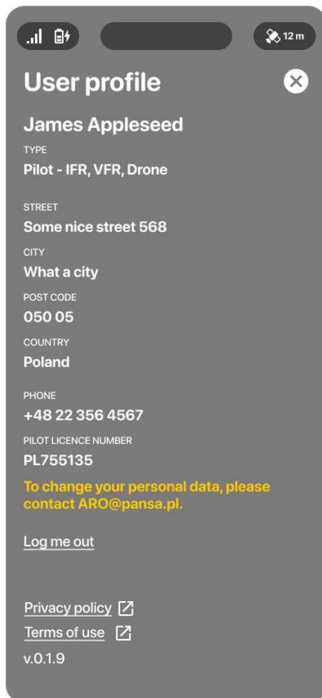 12 m
User profile
James Appleseed
TYPE
Pilot - IFR, VFR, Drone
STREET
Some nice street 568
CITY
What a city
POST CODE
050 05
COUNTRY
Poland
PHONE
+48 22 356 4567
PILOT LICENCE NUMBER
PL755135
To change your personal data, please
contact ARO@pansa.pl.
Log me out
Privacy policy
Terms of use
v.0.1.9